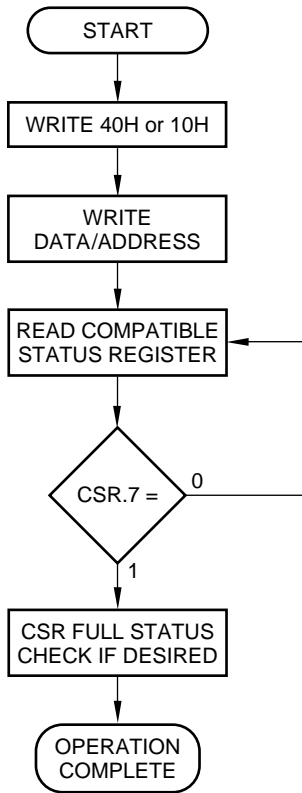 START
WRITE 40H or 10H
WRITE
DATA/ADDRESS
READ COMPATIBLE
STATUS REGISTER
CSR.7 =
0
1
CSR FULL STATUS
CHECK IF DESIRED
OPERATION
COMPLETE